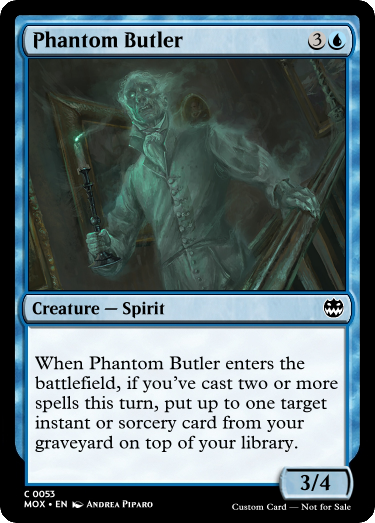 Phantom Butler 3
Creature — Spirit
When Phantom Butler enters the
battlefield, if you've cast two or more
spells this turn, put up to one target
instant or sorcery card from your
graveyard on top of your library.
3/4
C 0053
MOX • EN Andrea Piparo
Custom Card — Not for Sale